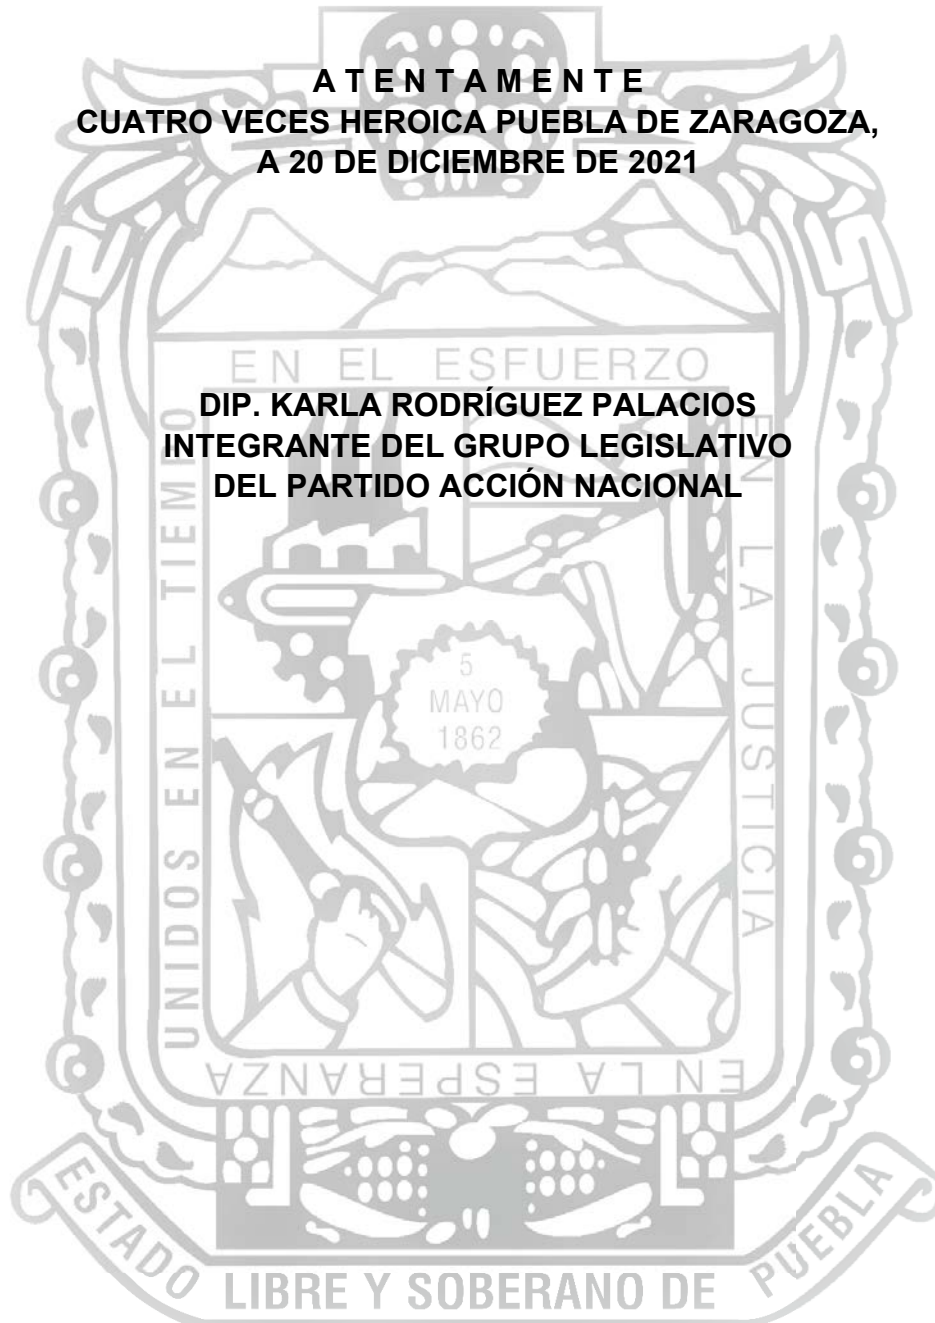 A T E N T A M E N T E
CUATRO VECES HEROICA PUEBLA DE ZARAGOZA,
A 20 DE DICIEMBRE DE 2021
DIP. KARLA RODRÍGUEZ PALACIOS
INTEGRANTE DEL GRUPO LEGISLATIVO
DEL PARTIDO ACCIÓN NACIONAL
UNIDOS EN EL TIEMPO
EN EL ESFUERZO
EN LA JUSTICIA
EN LA ESPERANZA
5
MAYO
1862
ESTADO LIBRE Y SOBERANO DE PUEBLA